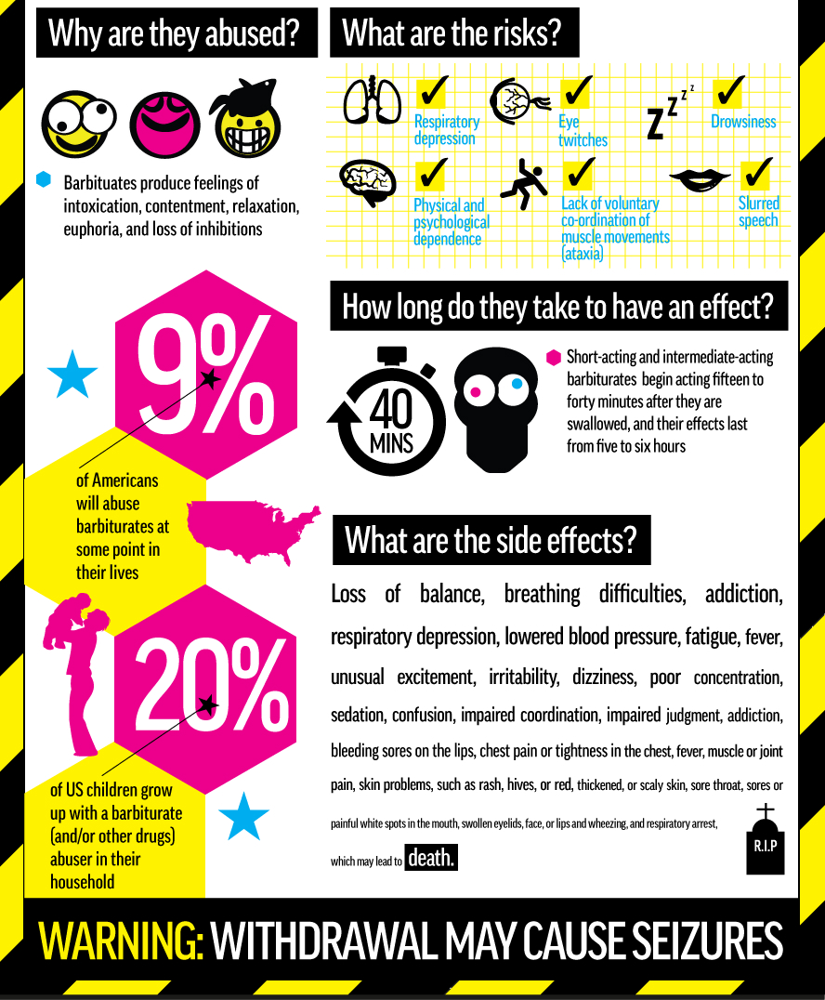 Why are they abused?
Barbituates produce feelings of
intoxication, contentment, relaxation,
euphoria, and loss of inhibitions
9%
of Americans
will abuse
barbiturates at
some point in
their lives
20%
of US children grow
up with a barbiturate
(and/or other drugs)
abuser in their
household
What are the risks?
Respiratory
depression
Eye
twitches
z z z z
Drowsiness
Physical and
psychological
dependence
Lack of voluntary
co-ordination of
muscle movements
(ataxia)
Slurred
speech
How long do they take to have an effect?
40
MINS
Short-acting and intermediate-acting
barbiturates begin acting fifteen to
forty minutes after they are
swallowed, and their effects last
from five to six hours
What are the side effects?
Loss of balance, breathing difficulties, addiction,
respiratory depression, lowered blood pressure, fatigue, fever,
unusual excitement, irritability, dizziness, poor concentration,
sedation, confusion, impaired coordination, impaired judgment, addiction,
bleeding sores on the lips, chest pain or tightness in the chest, fever, muscle or joint
pain, skin problems, such as rash, hives, or red, thickened, or scaly skin, sore throat, sores or
painful white spots in the mouth, swollen eyelids, face, or lips and wheezing, and respiratory arrest,
which may lead to death.
R.I.P
WARNING: WITHDRAWAL MAY CAUSE SEIZURES